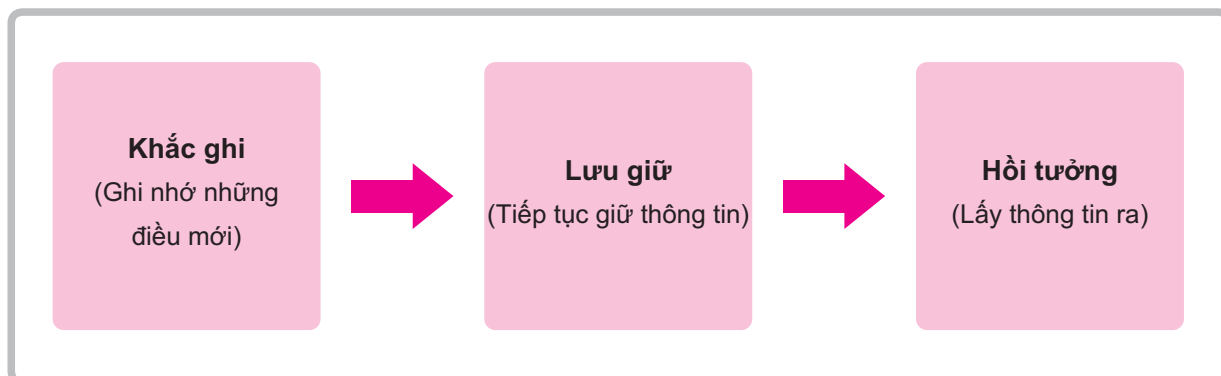 Khắc ghi
(Ghi nhớ những
điều mới)
Lưu giữ
(Tiếp tục giữ thông tin)
Hồi tưởng
(Lấy thông tin ra)